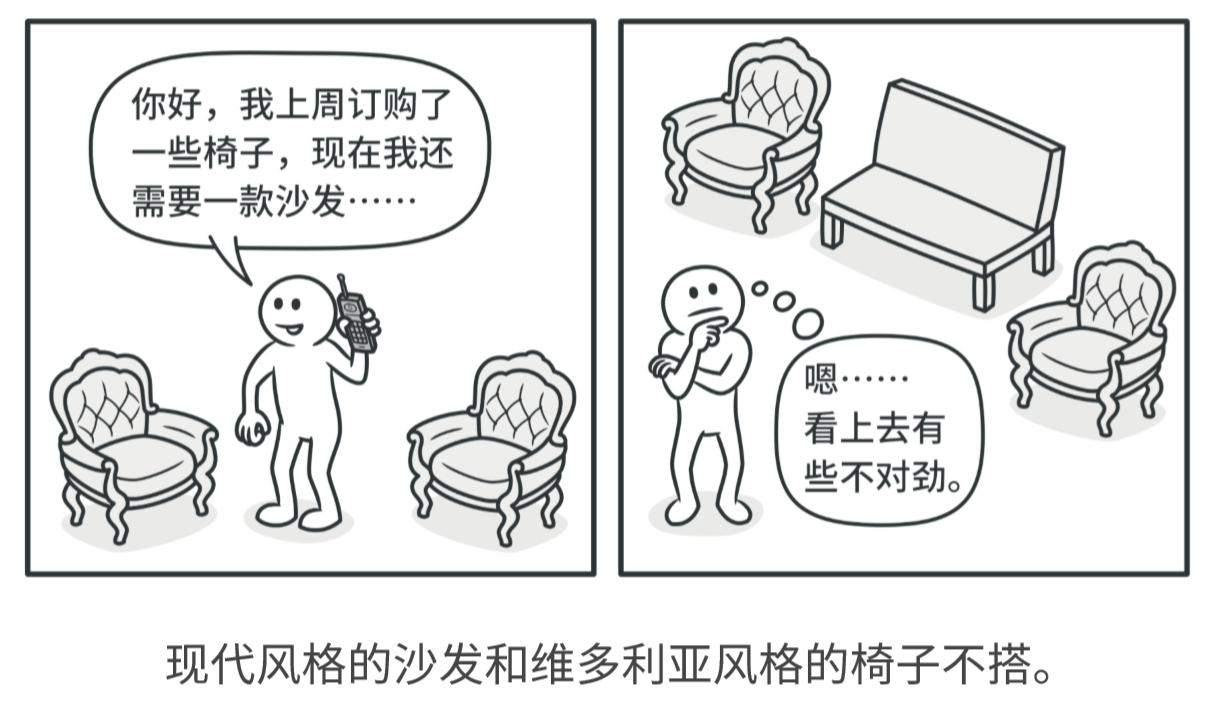 你好，我上周订购了
一些椅子，现在我还
需要一款沙发……
嗯……
看上去有
些不对劲。
现代风格的沙发和维多利亚风格的椅子不搭。